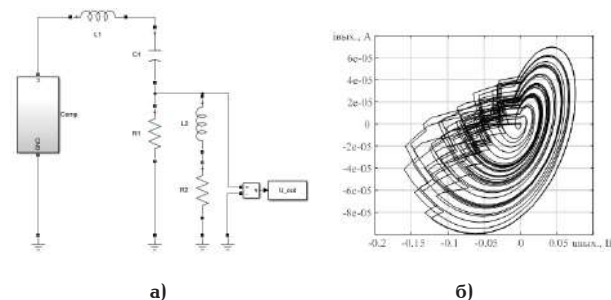 L1
C1
S
Comp
GND
R1
L2
R2
U_out
а)
iвых., А
6e-05
4e-05
2e-05
0
-2e-05
-4e-05
-6e-05
-8e-05
-0.2
-0.15
-0.1
-0.05
0
0.05
uвых., В
б)